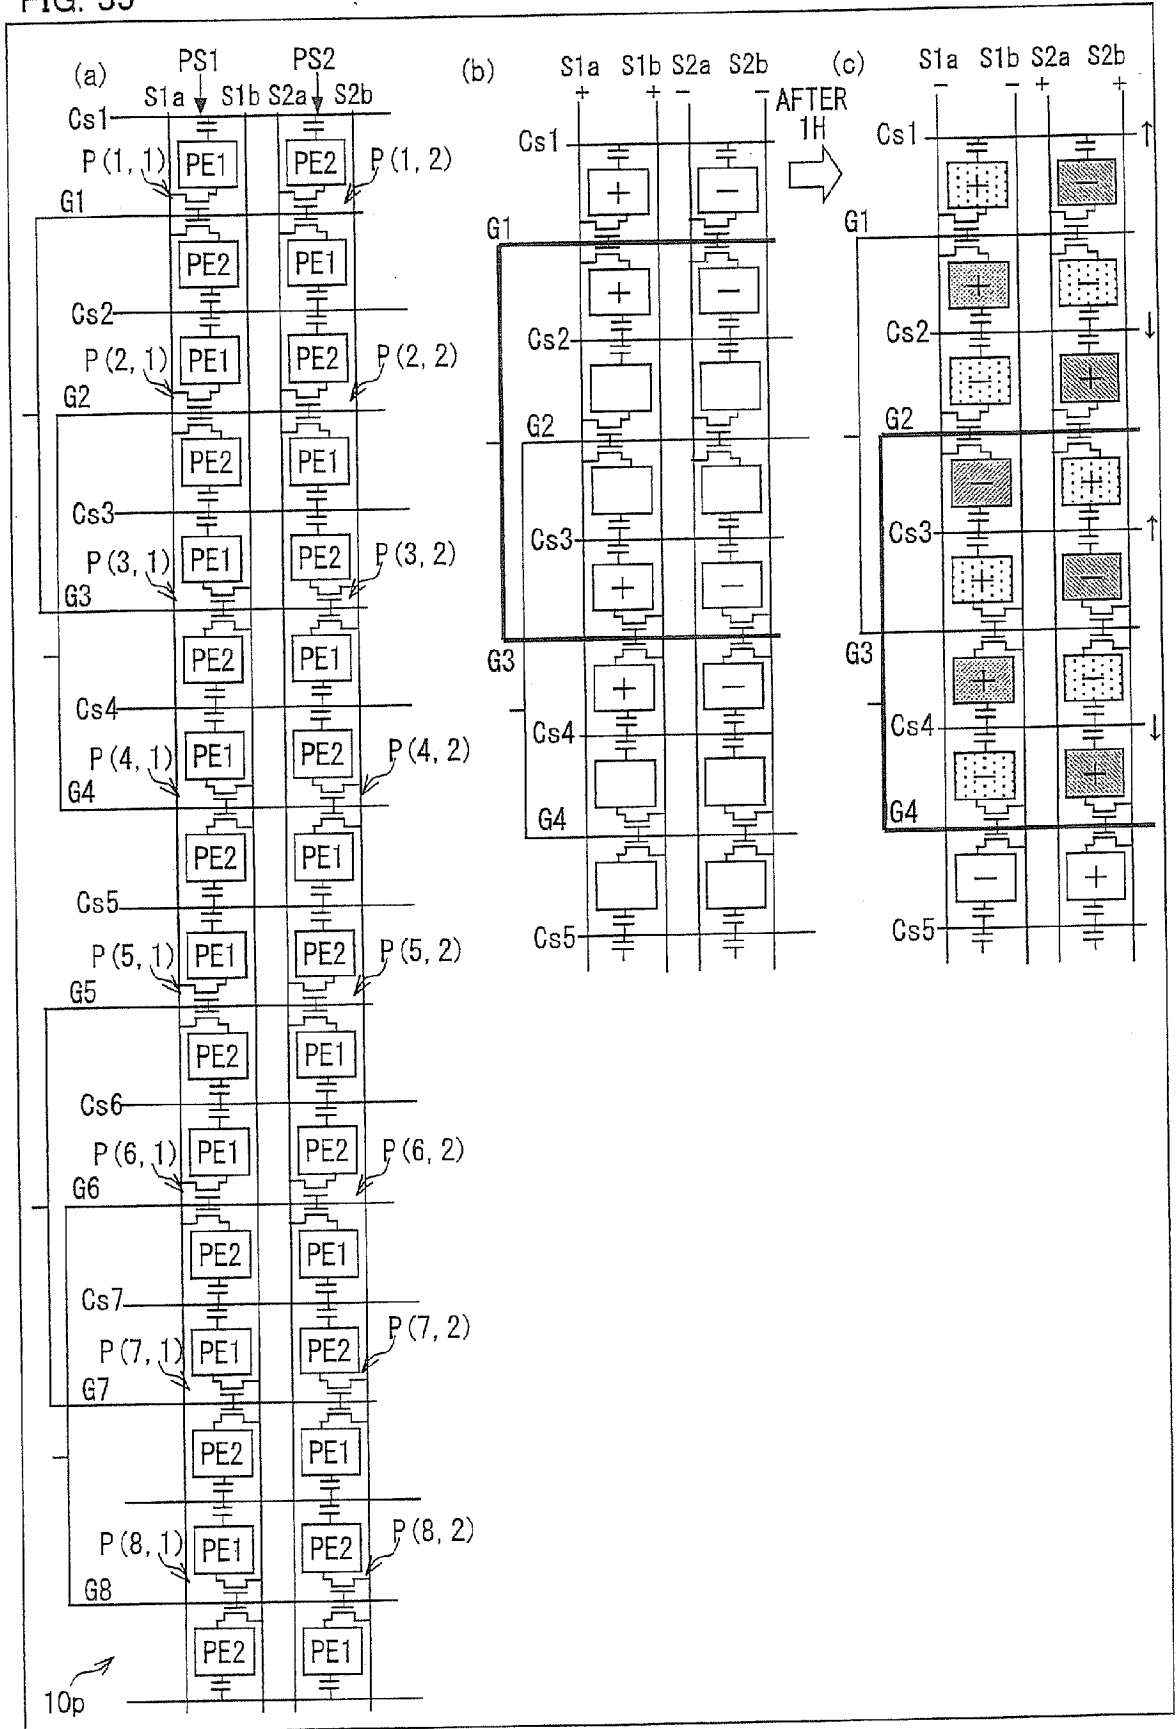 FIG. 35
(a)
PS1
PS2
S1a
S1b
S2a
S2b
Cs1
PE1
PE2
P(1, 1)
P(1, 2)
G1
PE2
PE1
Cs2
PE1
PE2
P(2, 1)
P(2, 2)
G2
PE2
PE1
Cs3
PE1
PE2
P(3, 1)
P(3, 2)
G3
PE2
PE1
Cs4
PE1
PE2
P(4, 1)
P(4, 2)
G4
PE2
PE1
Cs5
PE1
PE2
P(5, 1)
P(5, 2)
G5
PE2
PE1
Cs6
PE1
PE2
P(6, 1)
P(6, 2)
G6
PE2
PE1
Cs7
PE1
PE2
P(7, 1)
P(7, 2)
G7
PE2
PE1
PE1
PE2
P(8, 1)
P(8, 2)
G8
PE2
PE1
10p
(b)
S1a
S1b
S2a
S2b
+ + − −
Cs1
+ −
G1
+ −
Cs2
G2
Cs3
+ −
G3
+ −
Cs4
G4
Cs5
AFTER
1H
(c)
S1a
S1b
S2a
S2b
− − + +
Cs1
↑
+ −
G1
+ −
Cs2
↓
− +
G2
− +
Cs3
↑
+ −
G3
+ −
Cs4
↓
− +
G4
− +
Cs5